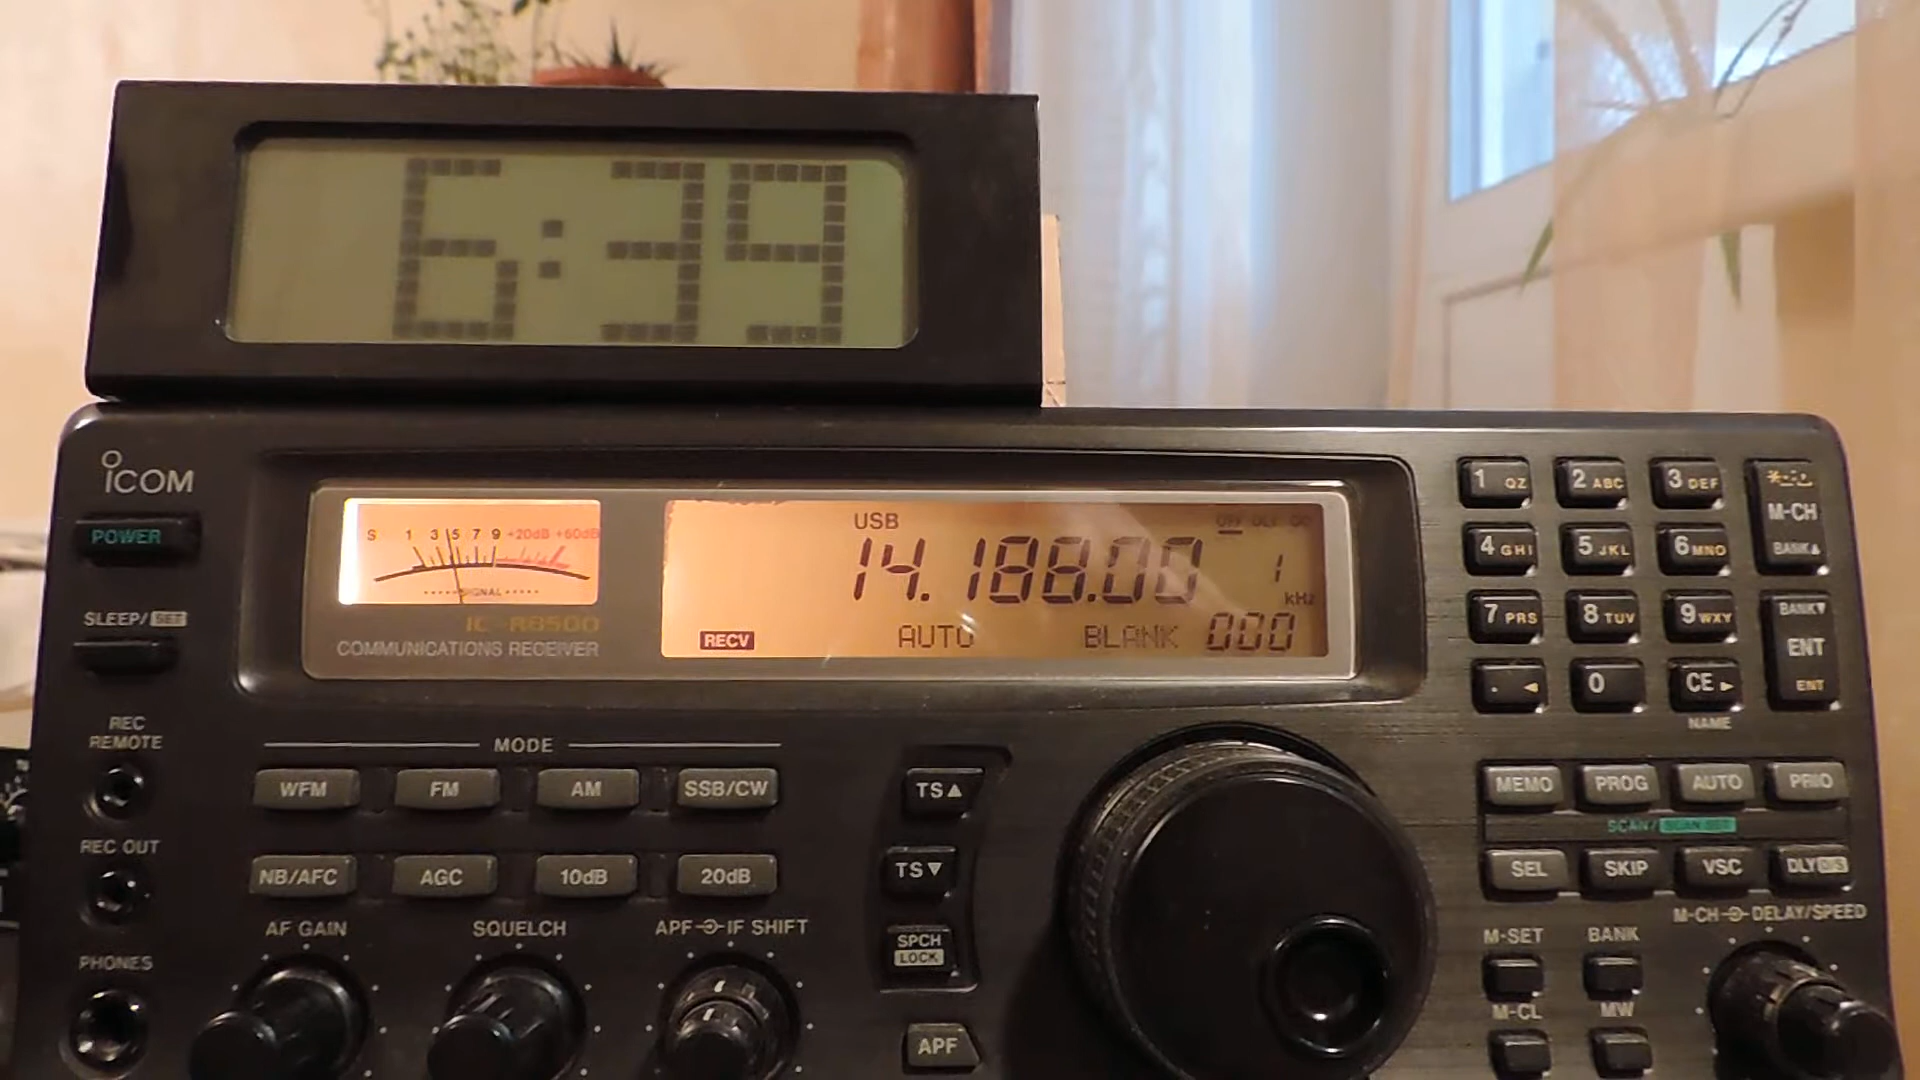 6:39
ICOM
POWER
SLEEP/SET
REC REMOTE
REC OUT
PHONES
S 1 3 5 7 9 +20dB +60dB
SIGNAL
IC-R8500
COMMUNICATIONS RECEIVER
USB
14.188.00 1
kHz
RECV AUTO BLANK 000
MODE
WFM FM AM SSB/CW
NB/AFC AGC 10dB 20dB
AF GAIN SQUELCH APF IF SHIFT
TS▲
TS▼
SPCH
LOCK
APF
1 QZ 2 ABC 3 DEF
M-CH
BANK▲
4 GHI 5 JKL 6 MNO
7 PRS 8 TUV 9 WXY
BANK▼
ENT
ENT
. ◄ 0 CE ►
NAME
MEMO PROG AUTO PRIO
SCAN/SCAN SET
SEL SKIP VSC DLY
M-CH DELAY/SPEED
M-SET BANK
M-CL MW